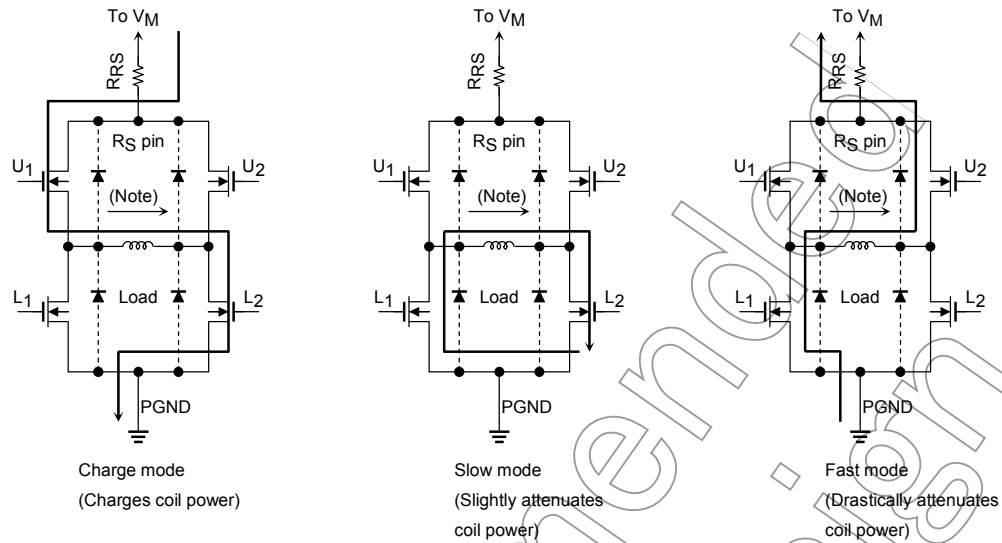 To VM
RRS
RS pin
U1
U2
(Note)
L1
Load
L2
PGND
Charge mode
(Charges coil power)
To VM
RRS
RS pin
U1
U2
(Note)
L1
Load
L2
PGND
Slow mode
(Slightly attenuates
coil power)
To VM
RRS
RS pin
U1
U2
(Note)
L1
Load
L2
PGND
Fast mode
(Drastically attenuates
coil power)